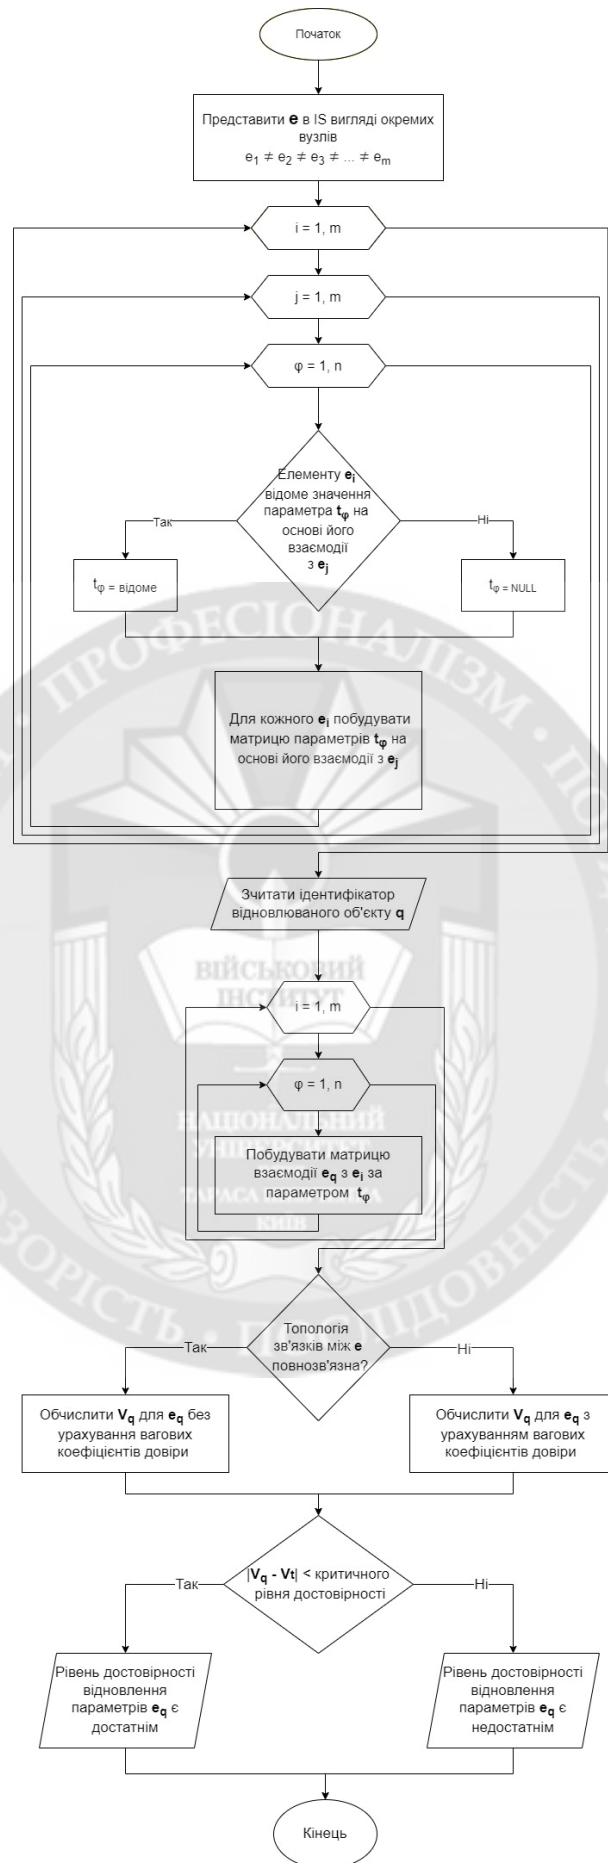 Початок
Представити e в IS вигляді окремих
вузлів
e1 ≠ e2 ≠ e3 ≠ ... ≠ em
i = 1, m
j = 1, m
φ = 1, n
Елементу ei
відоме значення
параметра tφ на
основі його
взаємодії
з ej
Так
Ні
tφ = відоме
tφ = NULL
Для кожного ei побудувати
матрицю параметрів tφ на
основі його взаємодії з ej
Зчитати ідентифікатор
відновлюваного об'єкту q
i = 1, m
φ = 1, n
Побудувати матрицю
взаємодії eq з ei за
параметром tφ
Топологія
зв'язків між e
повнозв'язна?
Так
Ні
Обчислити Vq для eq без
урахування вагових
коефіцієнтів довіри
Обчислити Vq для eq з
урахуванням вагових
коефіцієнтів довіри
|Vq - Vt| < критичного
рівня достовірності
Так
Ні
Рівень достовірності
відновлення
параметрів eq є
достатнім
Рівень достовірності
відновлення
параметрів eq є
недостатнім
Кінець
ПРОФЕСІОНАЛІЗМ
ВІЙСЬКОВИЙ
ІНСТИТУТ
НАЦІОНАЛЬНИЙ
УНІВЕРСИТЕТ
ТАРАСА
КИЇВ